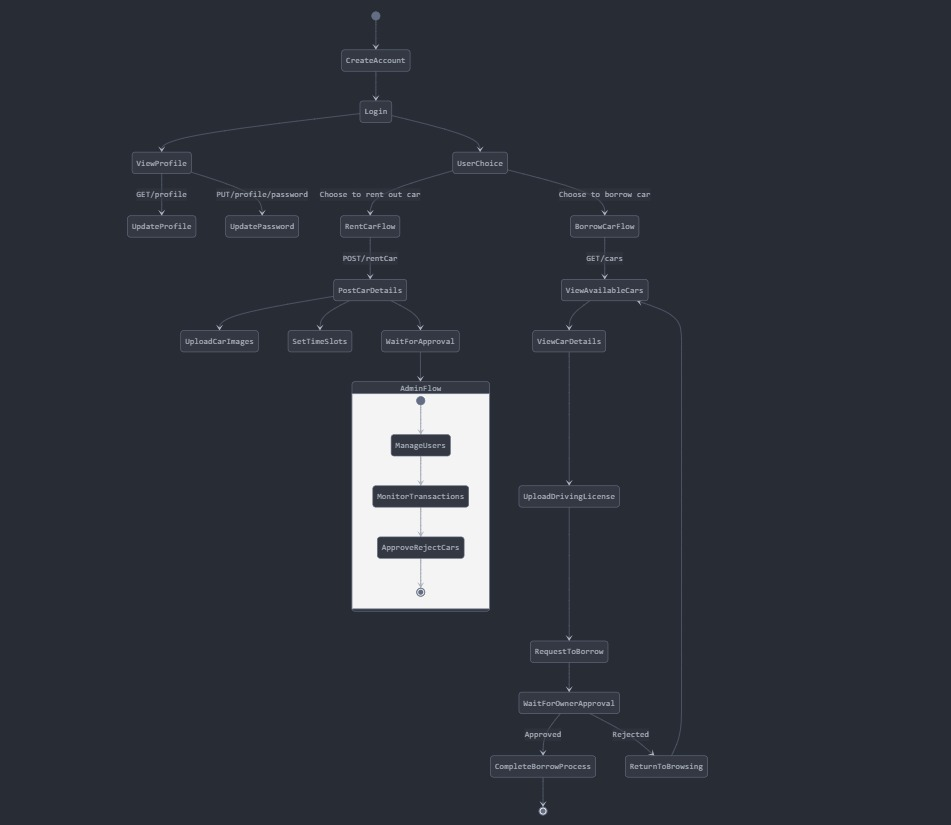 CreateAccount
Login
ViewProfile
UserChoice
GET/profile
PUT/profile/password
Choose to rent out car
Choose to borrow car
UpdateProfile
UpdatePassword
RentCarFlow
BorrowCarFlow
POST/rentCar
GET/cars
PostCarDetails
ViewAvailableCars
UploadCarImages
SetTimeSlots
WaitForApproval
ViewCarDetails
AdminFlow
ManageUsers
MonitorTransactions
UploadDrivingLicense
ApproveRejectCars
RequestToBorrow
WaitForOwnerApproval
Approved
Rejected
CompleteBorrowProcess
ReturnToBrowsing